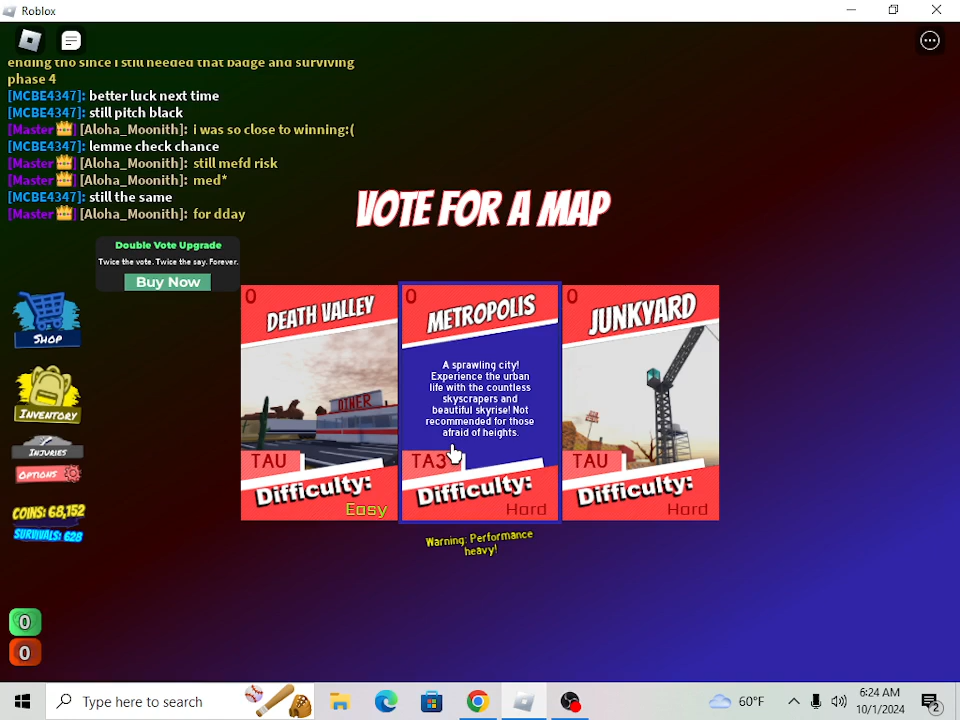 Roblox
ending tho since i still needed that badge and surviving
phase 4
[MCBE4347]: better luck next time
[MCBE4347]: still pitch black
[Master👑] [Aloha_Moonith]: i was so close to winning:(
[MCBE4347]: lemme check chance
[Master👑] [Aloha_Moonith]: still mefd risk
[Master👑] [Aloha_Moonith]: med*
[MCBE4347]: still the same
[Master👑] [Aloha_Moonith]: for dday
VOTE FOR A MAP
Double Vote Upgrade
Twice the vote. Twice the say. Forever.
Buy Now
SHOP
INVENTORY
INJURIES
OPTIONS
COINS: 68,152
SURVIVALS: 628
0
0
0
DEATH VALLEY
DINER
TAU
Difficulty:
Easy
0
METROPOLIS
A sprawling city!
Experience the urban
life with the countless
skyscrapers and
beautiful skyrise! Not
recommended for those
afraid of heights.
TA3
Difficulty:
Hard
Warning: Performance
heavy!
0
JUNKYARD
TAU
Difficulty:
Hard
Type here to search
60°F
6:24 AM
10/1/2024
2